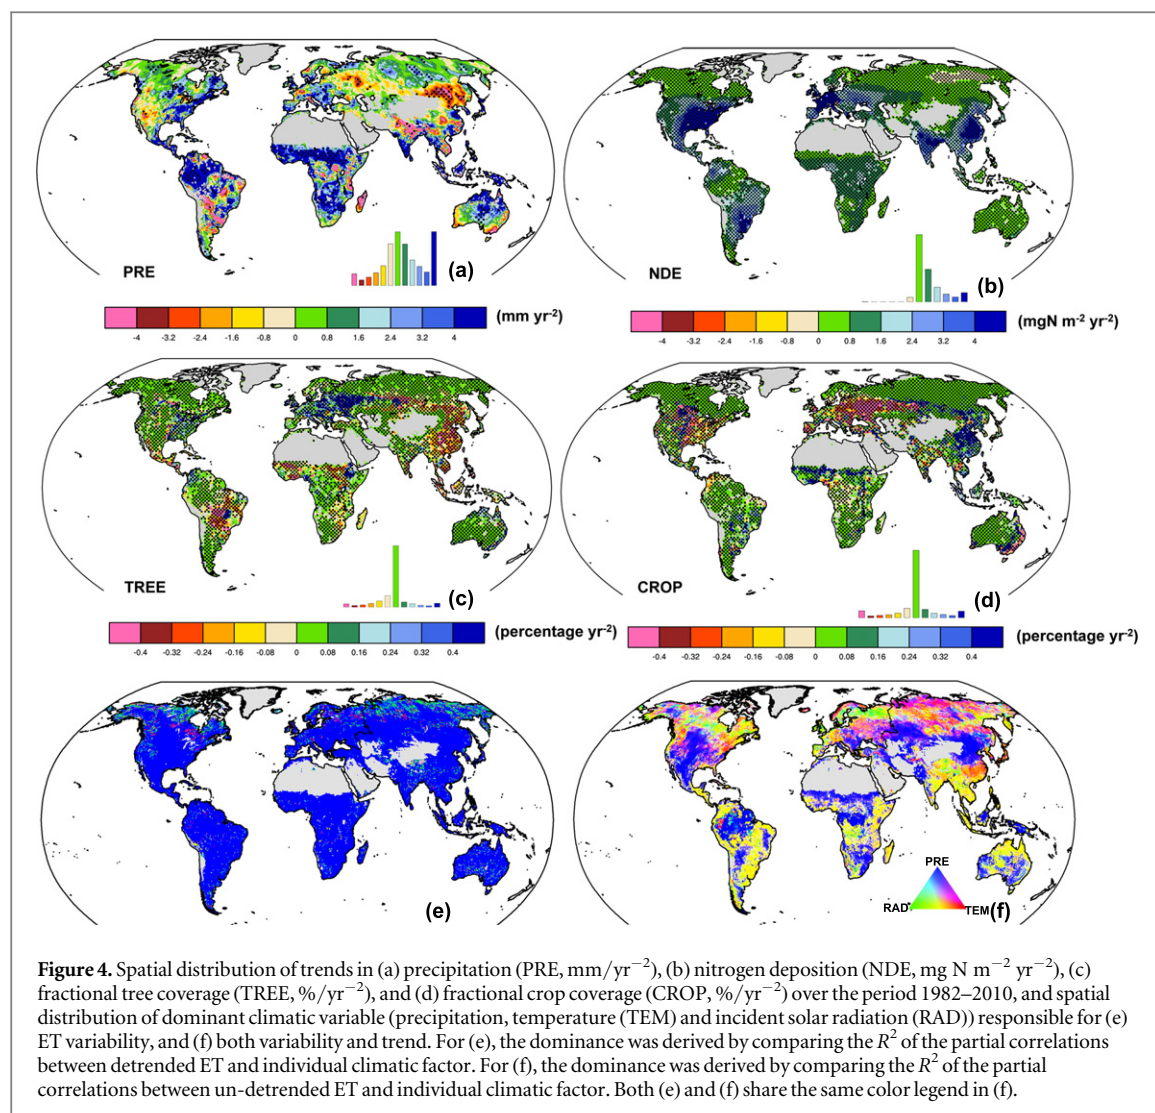 PRE
(a)
-4 -3.2 -2.4 -1.6 -0.8 0 0.8 1.6 2.4 3.2 4
(mm yr-2)
NDE
(b)
-4 -3.2 -2.4 -1.6 -0.8 0 0.8 1.6 2.4 3.2 4
(mgN m-2 yr-2)
TREE
(c)
-0.4 -0.32 -0.24 -0.16 -0.08 0 0.08 0.16 0.24 0.32 0.4
(percentage yr-2)
CROP
(d)
-0.4 -0.32 -0.24 -0.16 -0.08 0 0.08 0.16 0.24 0.32 0.4
(percentage yr-2)
(e)
PRE
RAD
TEM
(f)
Figure 4. Spatial distribution of trends in (a) precipitation (PRE, mm/yr−2), (b) nitrogen deposition (NDE, mg N m−2 yr−2), (c)
fractional tree coverage (TREE, %/yr−2), and (d) fractional crop coverage (CROP, %/yr−2) over the period 1982–2010, and spatial
distribution of dominant climatic variable (precipitation, temperature (TEM) and incident solar radiation (RAD)) responsible for (e)
ET variability, and (f) both variability and trend. For (e), the dominance was derived by comparing the R2 of the partial correlations
between detrended ET and individual climatic factor. For (f), the dominance was derived by comparing the R2 of the partial
correlations between un-detrended ET and individual climatic factor. Both (e) and (f) share the same color legend in (f).